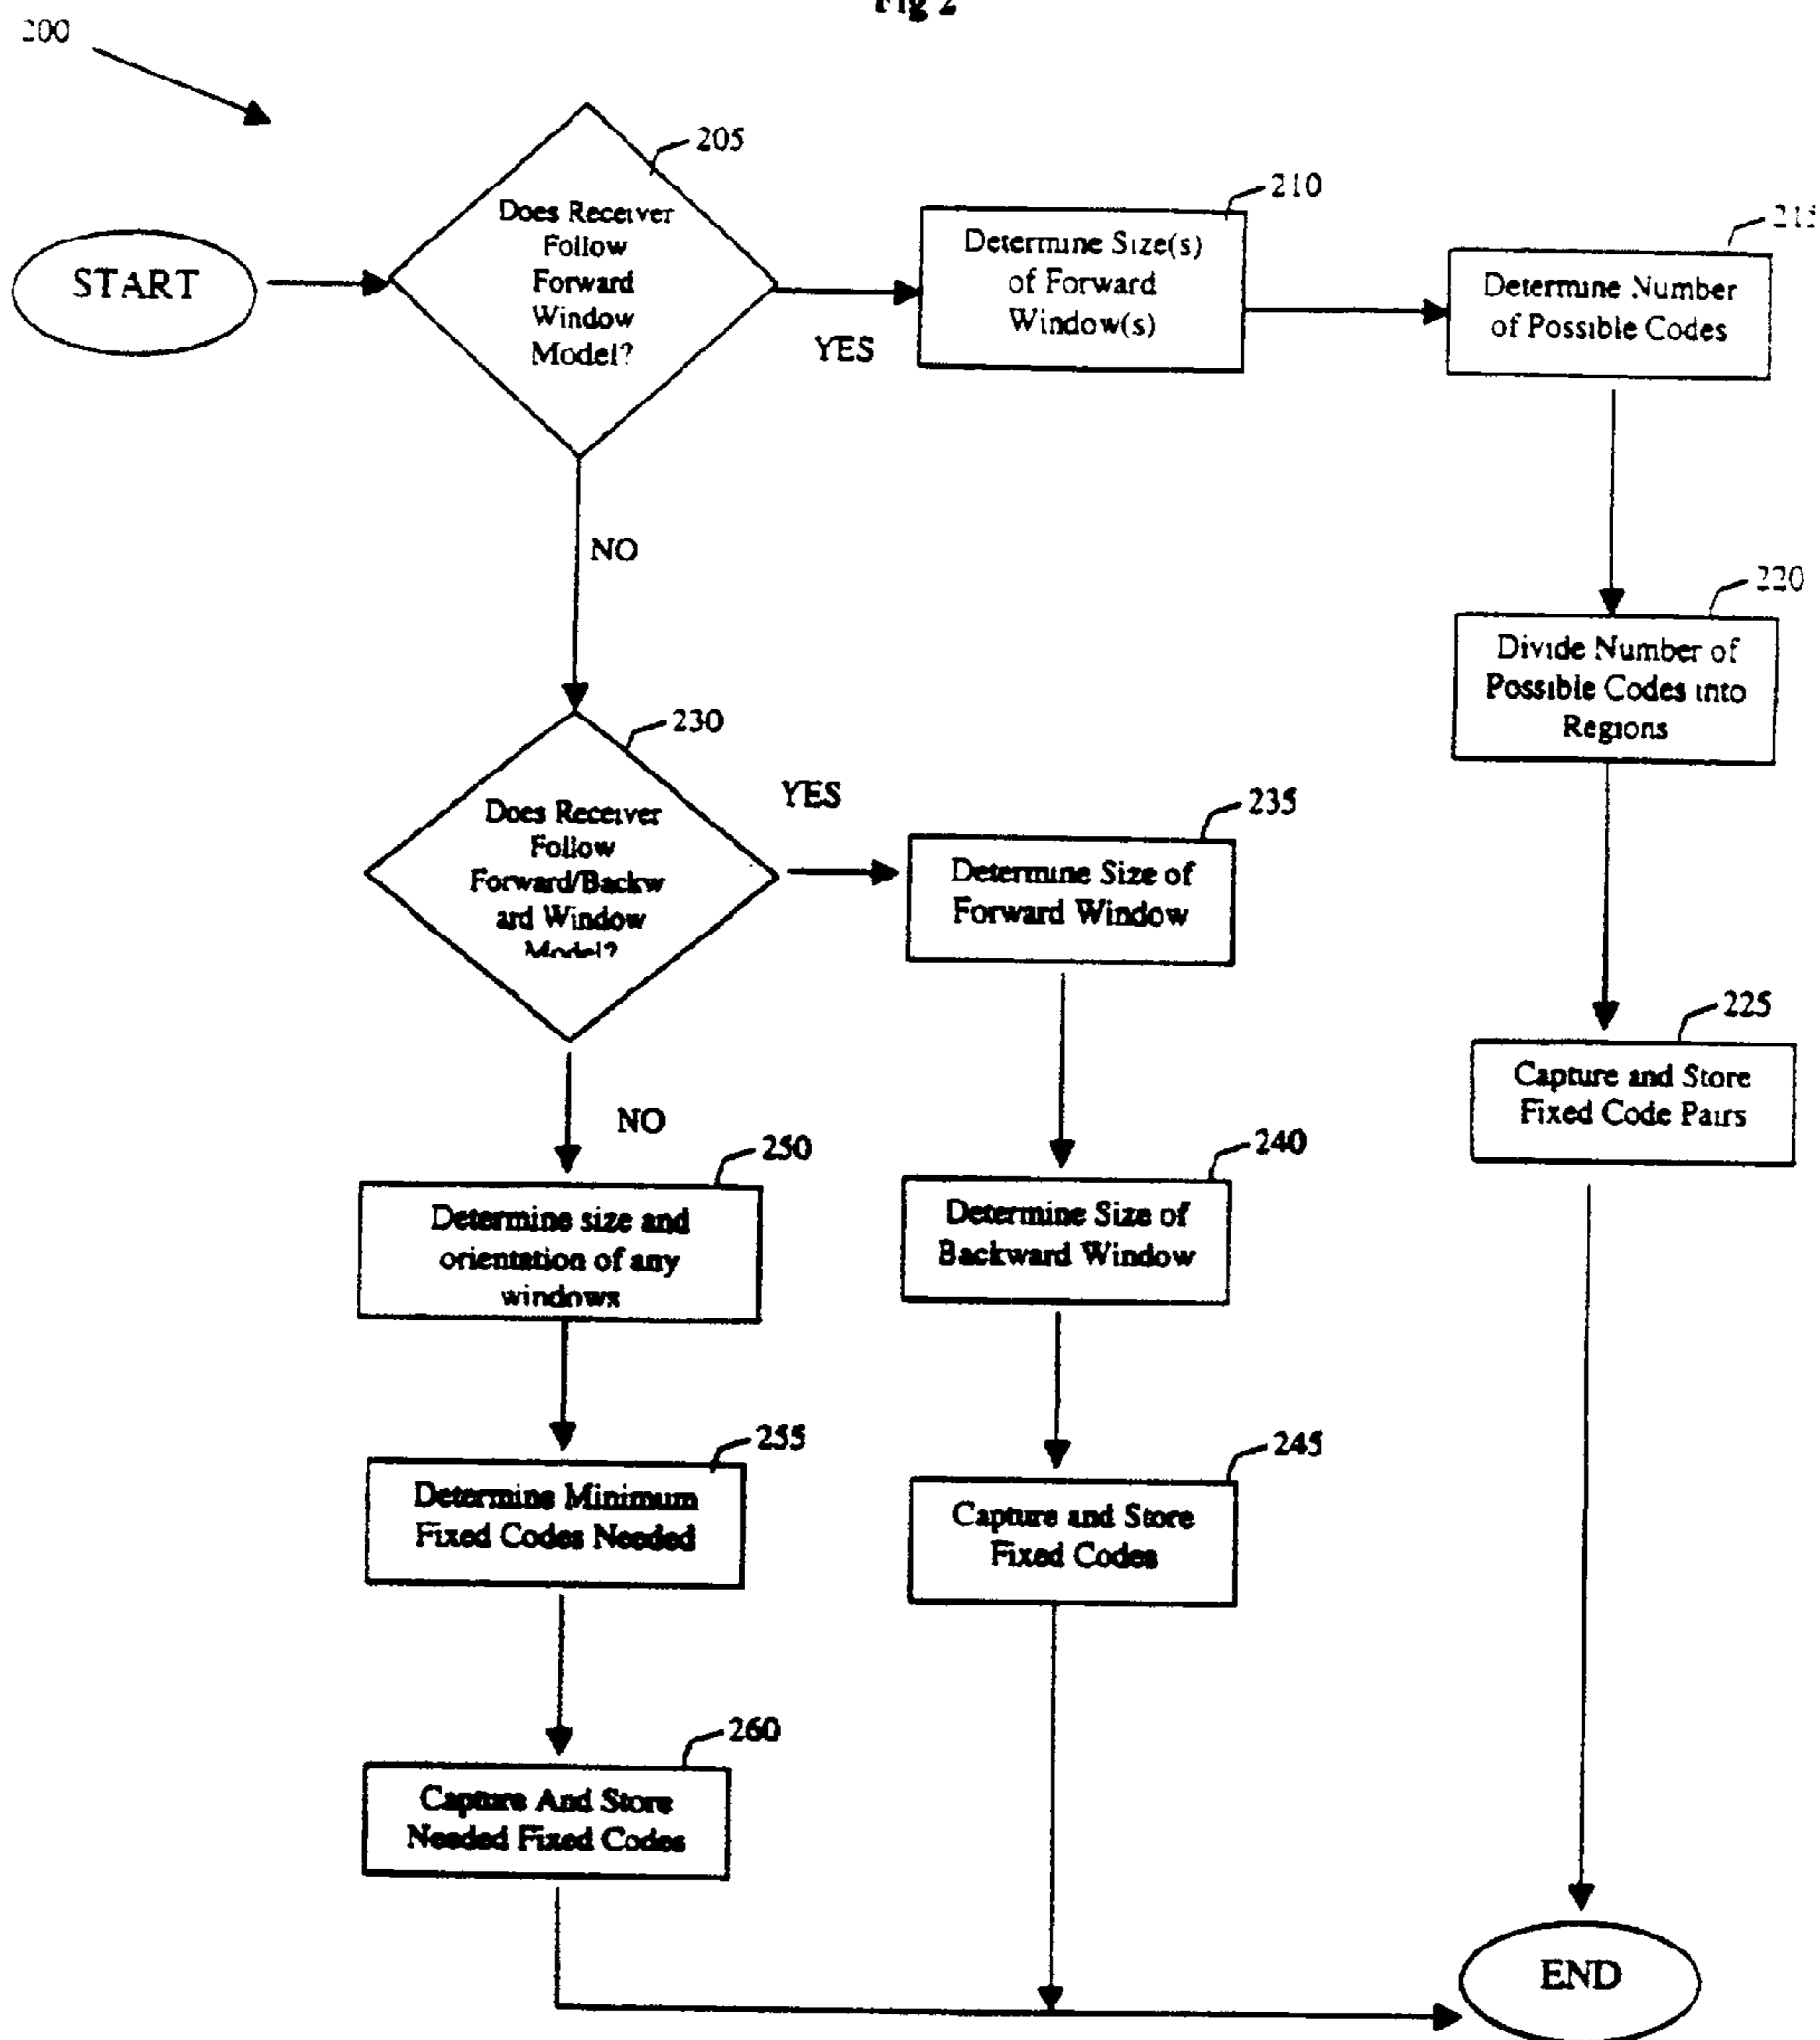 Fig 2
200
205
Does Receiver
Follow
Forward
Window
Model?
START
YES
210
Determine Size(s)
of Forward
Window(s)
215
Determine Number
of Possible Codes
NO
220
Divide Number of
Possible Codes into
Regions
230
Does Receiver
Follow
Forward/Backw
ard Window
Model?
YES
235
Determine Size of
Forward Window
225
Capture and Store
Fixed Code Pairs
NO
250
Determine size and
orientation of any
windows
240
Determine Size of
Backward Window
255
Determine Minimum
Fixed Codes Needed
245
Capture and Store
Fixed Codes
260
Capture And Store
Needed Fixed Codes
END